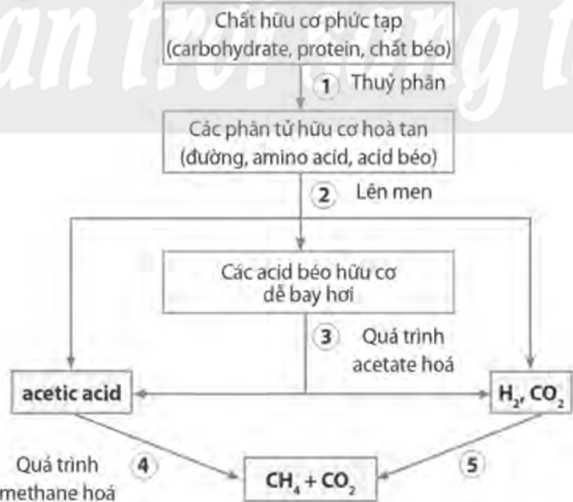 Chất hữu cơ phức tạp
(carbohydrate, protein, chất béo)
1 Thuỷ phân
Các phân tử hữu cơ hoà tan
(đường, amino acid, acid béo)
2 Lên men
Các acid béo hữu cơ
dễ bay hơi
3 Quá trình
acetate hoá
acetic acid
H₂, CO₂
Quá trình
methane hoá
4
5
CH₄ + CO₂